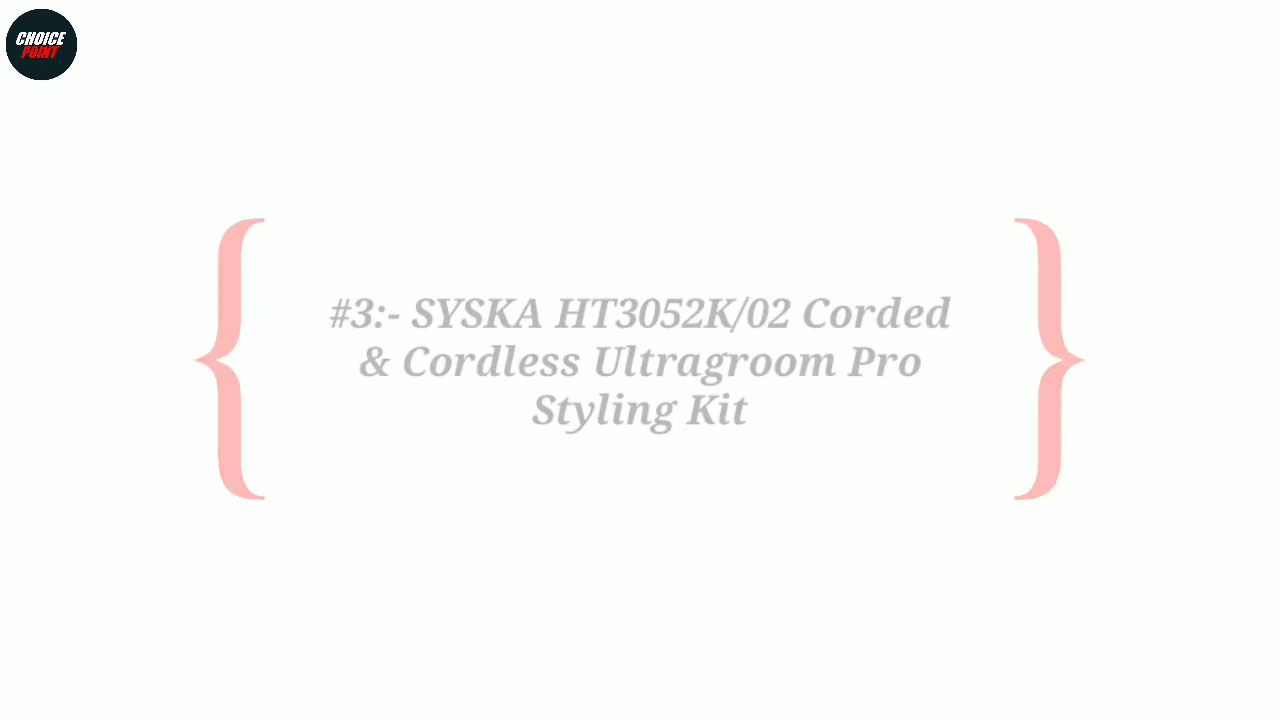 CHOICE
POINT
#3:- SYSKA HT3052K/02 Corded
& Cordless Ultragroom Pro
Styling Kit